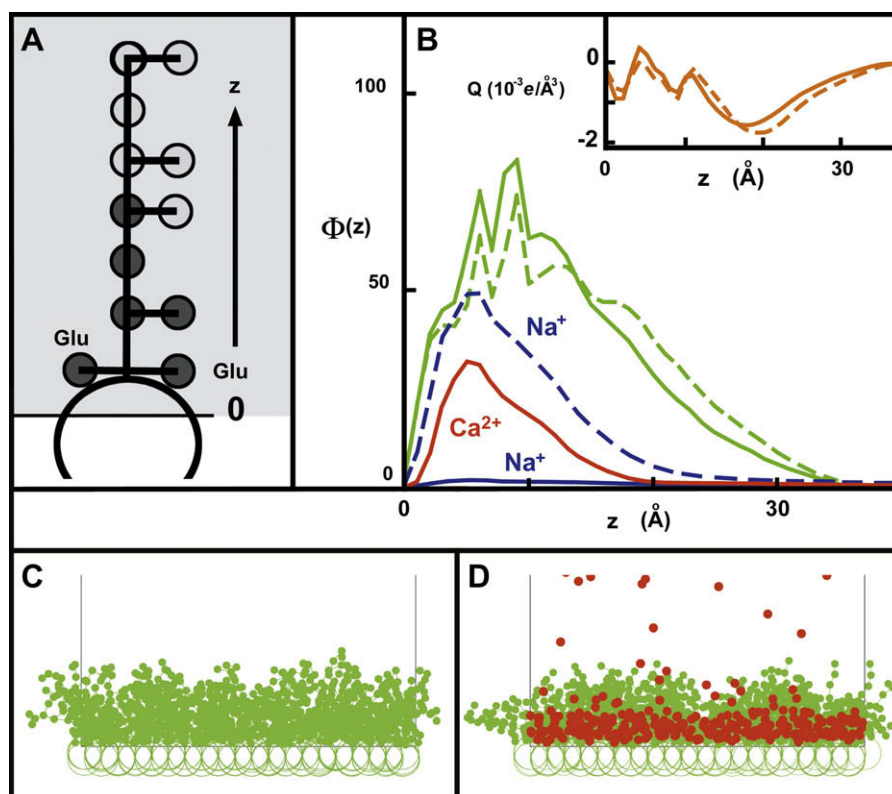 A
z
Glu
Glu
0
B
Φ(z)
100
50
0
Na⁺
Ca²⁺
Na⁺
0
30
z (Å)
Q (10⁻³e/Å³)
0
-2
0
30
z (Å)
C
D